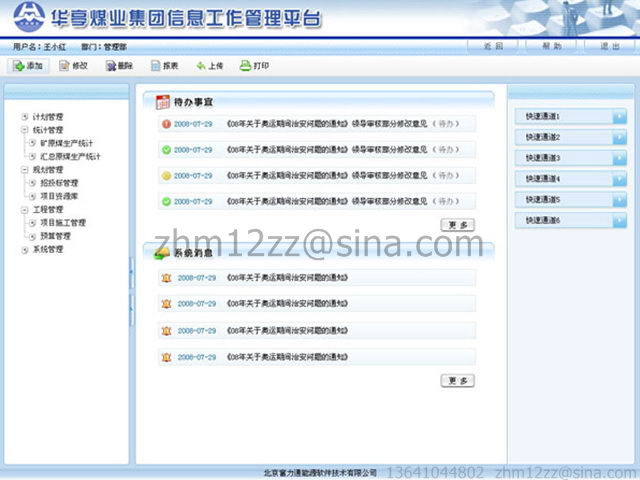 华亭煤业集团信息工作管理平台
用户名：王小红 部门：管理部 返回 帮助 退出
添加 修改 删除 报表 上传 打印
计划管理
统计管理
矿原煤生产统计
汇总原煤生产统计
规划管理
招投标管理
项目资源库
工程管理
项目施工管理
预算管理
系统管理
待办事宜
2008-07-29 《08年关于奥运期间治安问题的通知》领导审核部分修改意见（待办）
2008-07-29 《08年关于奥运期间治安问题的通知》领导审核部分修改意见（待办）
2008-07-29 《08年关于奥运期间治安问题的通知》领导审核部分修改意见（待办）
2008-07-29 《08年关于奥运期间治安问题的通知》领导审核部分修改意见（待办）
更多
zhm12zz@sina.com
系统消息
2008-07-29 《08年关于奥运期间治安问题的通知》
2008-07-29 《08年关于奥运期间治安问题的通知》
2008-07-29 《08年关于奥运期间治安问题的通知》
2008-07-29 《08年关于奥运期间治安问题的通知》
更多
快速通道1
快速通道2
快速通道3
快速通道4
快速通道5
快速通道6
北京富力通能源软件技术有限公司 13641044802 zhm12zz@sina.com